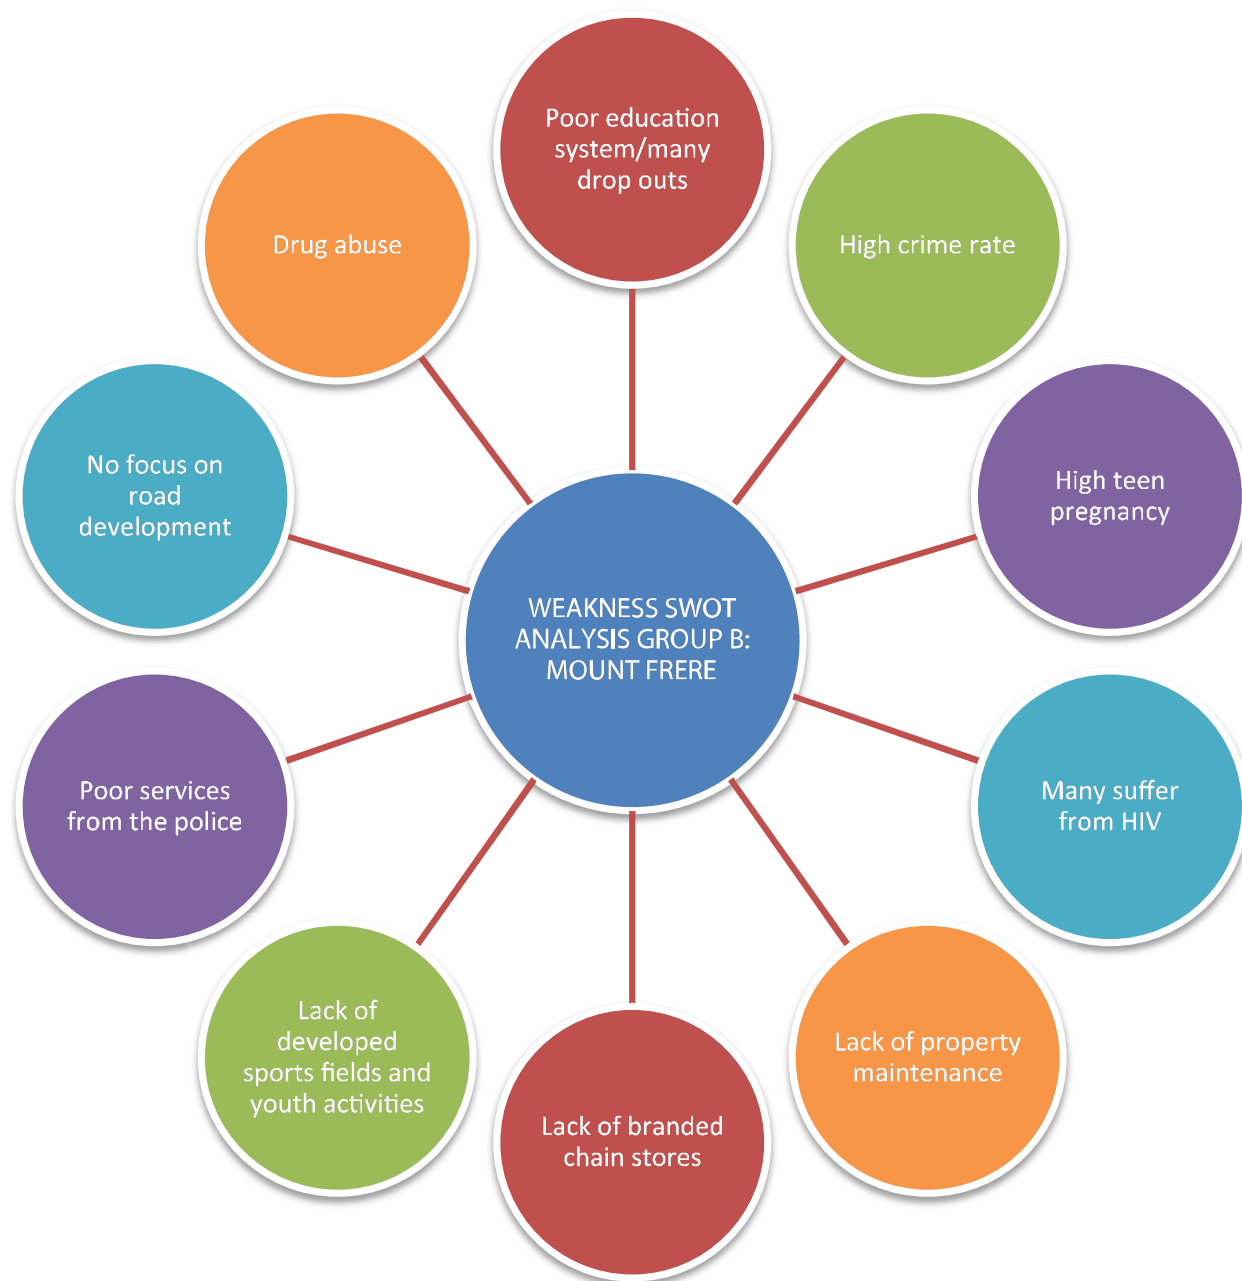 Poor education
system/many
drop outs
High crime rate
High teen
pregnancy
Many suffer
from HIV
Lack of property
maintenance
Lack of branded
chain stores
Lack of
developed
sports fields and
youth activities
Poor services
from the police
No focus on
road
development
Drug abuse
WEAKNESS SWOT
ANALYSIS GROUP B:
MOUNT FRERE